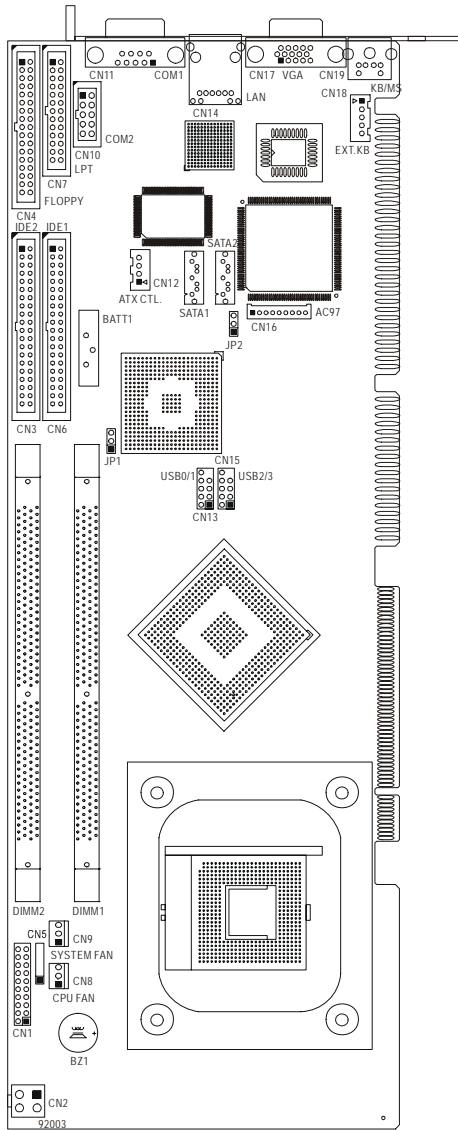 CN11 COM1
LAN
CN17 VGA CN19
KB/MS
CN18
EXT.KB
CN14
COM2
CN10
LPT
CN7
FLOPPY
CN4
IDE2 IDE1
SATA2
CN12
ATX CTL.
SATA1
AC97
CN16
BATT1
JP2
CN3 CN6
JP1
CN15
USB0/1 USB2/3
CN13
DIMM2 DIMM1
CN5
CN9
SYSTEM FAN
CN8
CPU FAN
CN1
BZ1
CN2
92003